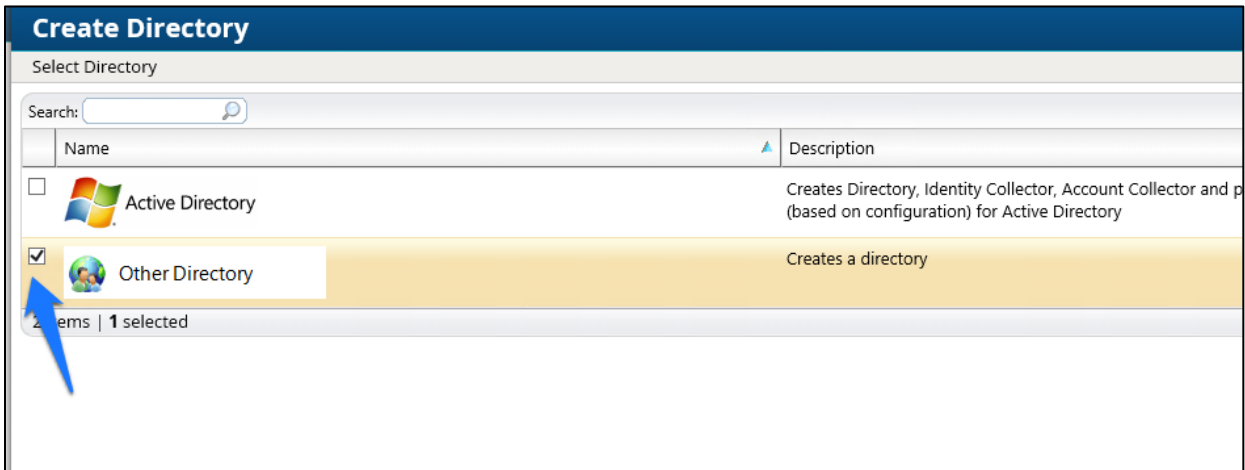 Create Directory
Select Directory
Search:
Name Description
Active Directory Creates Directory, Identity Collector, Account Collector and p
(based on configuration) for Active Directory
Other Directory Creates a directory
2 ems | 1 selected